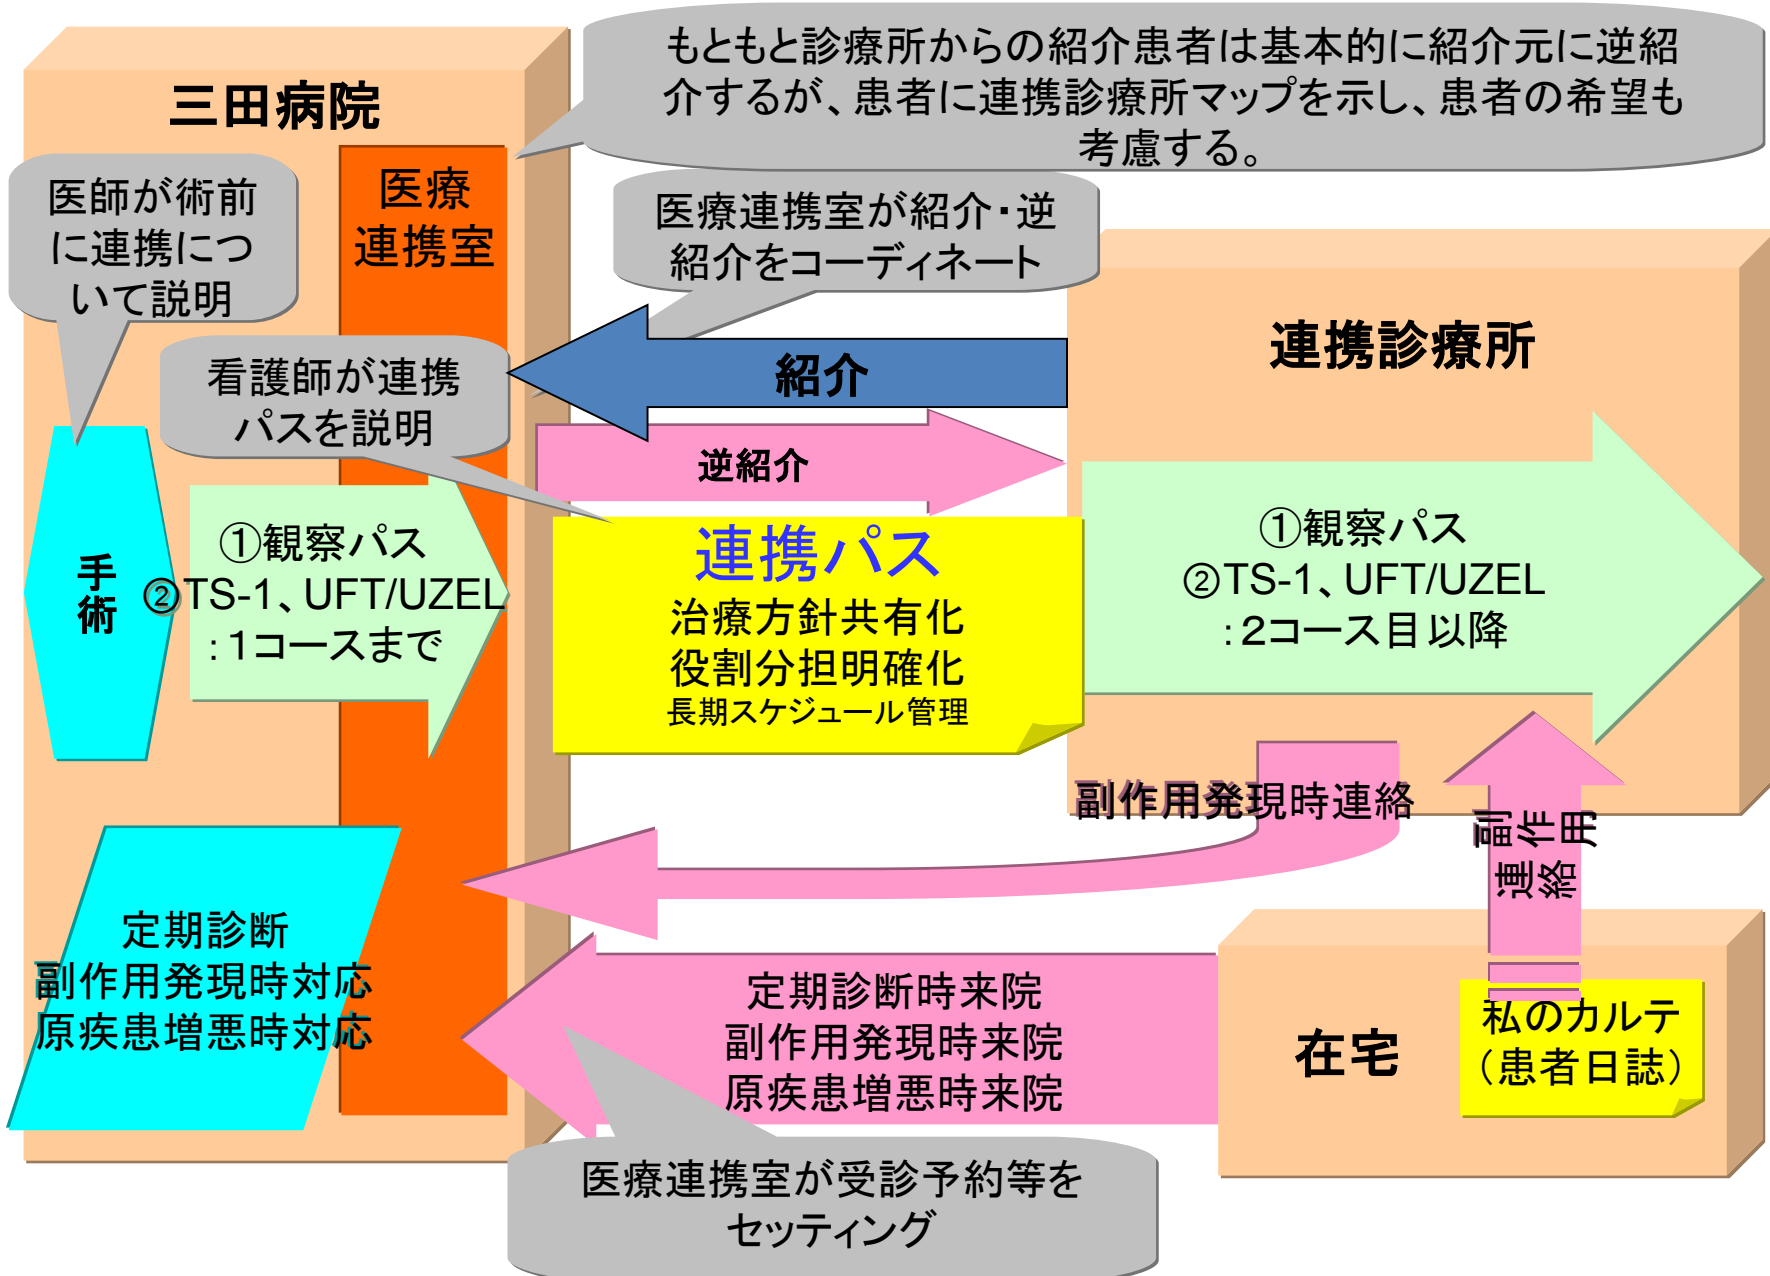 もともと診療所からの紹介患者は基本的に紹介元に逆紹
介するが、患者に連携診療所マップを示し、患者の希望も
考慮する。
三田病院
医師が術前
に連携につ
いて説明
医療
連携室
医療連携室が紹介・逆
紹介をコーディネート
連携診療所
看護師が連携
パスを説明
紹介
逆紹介
手術
①観察パス
②TS-1、UFT/UZEL
:1コースまで
連携パス
治療方針共有化
役割分担明確化
長期スケジュール管理
①観察パス
②TS-1、UFT/UZEL
:2コース目以降
副作用発現時連絡
副作用
連絡
定期診断
副作用発現時対応
原疾患増悪時対応
定期診断時来院
副作用発現時来院
原疾患増悪時来院
在宅
私のカルテ
（患者日誌）
医療連携室が受診予約等を
セッティング